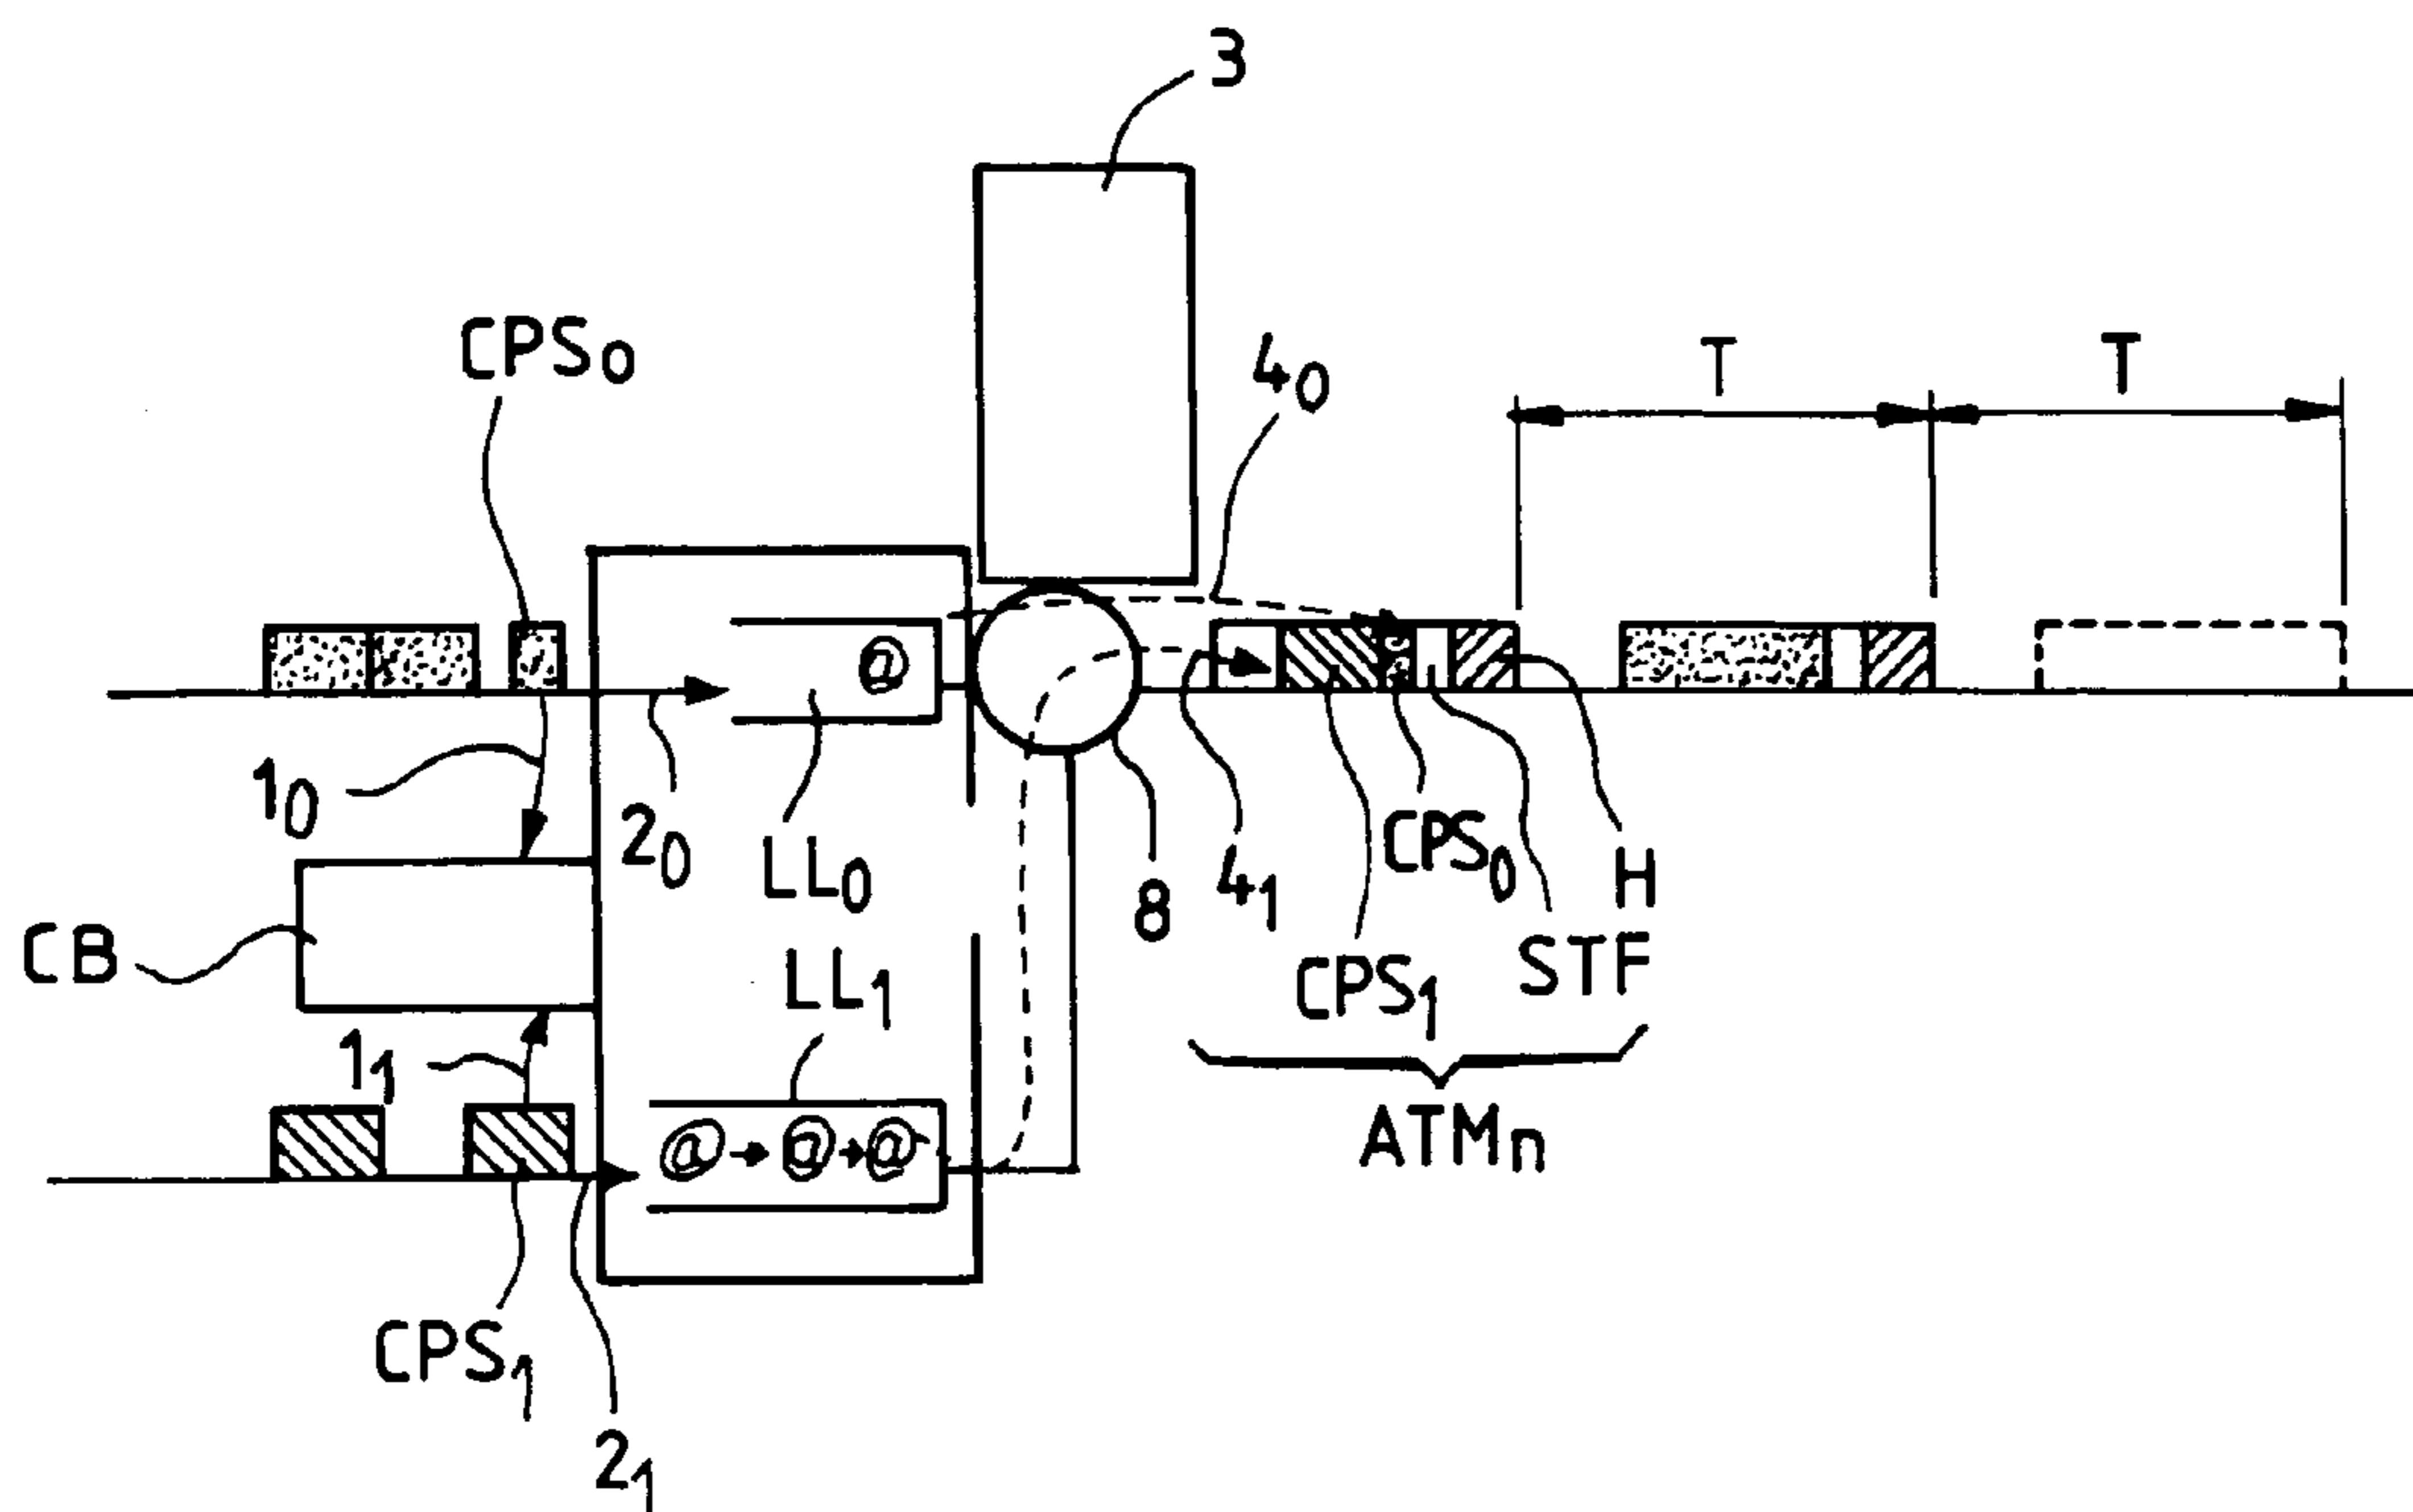 3
CPS₀
4₀
T
T
@
1₀
2₀
LL₀
CPS₀
H
8
4₁
CB
LL₁
CPS₁
STF
1₁
@ → @ → @
ATMn
CPS₁
2₁